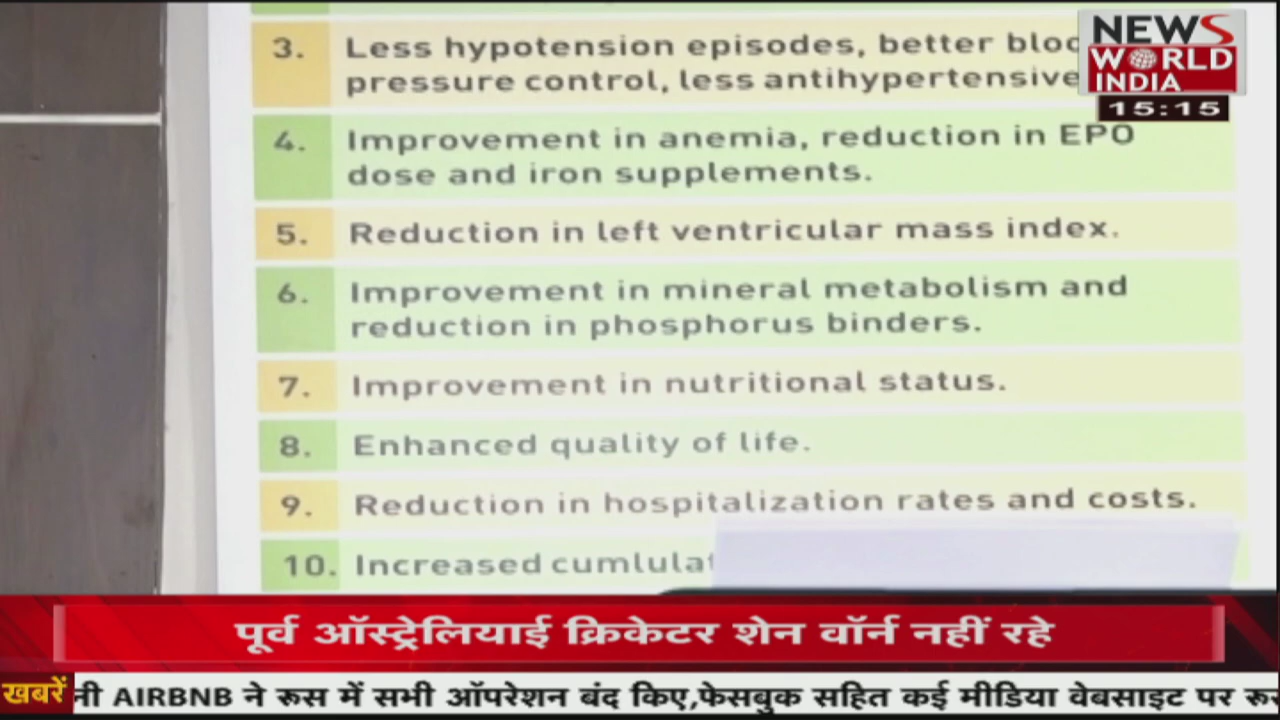 3. Less hypotension episodes, better
pressure control, less antihypertensive
4. Improvement in anemia, reduction in EPO
dose and iron supplements.
5. Reduction in left ventricular mass index.
6. Improvement in mineral metabolism and
reduction in phosphorus binders.
7. Improvement in nutritional status.
8. Enhanced quality of life.
9. Reduction in hospitalization rates and costs.
10. Increased
NEWS
WORLD
INDIA
15:15
पूर्व ऑस्ट्रेलियाई क्रिकेटर शेन वॉर्न नहीं रहे
खबरें AIRBNB ने रूस में सभी ऑपरेशन बंद किए,फेसबुक सहित कई मीडिया वेबसाइट पर